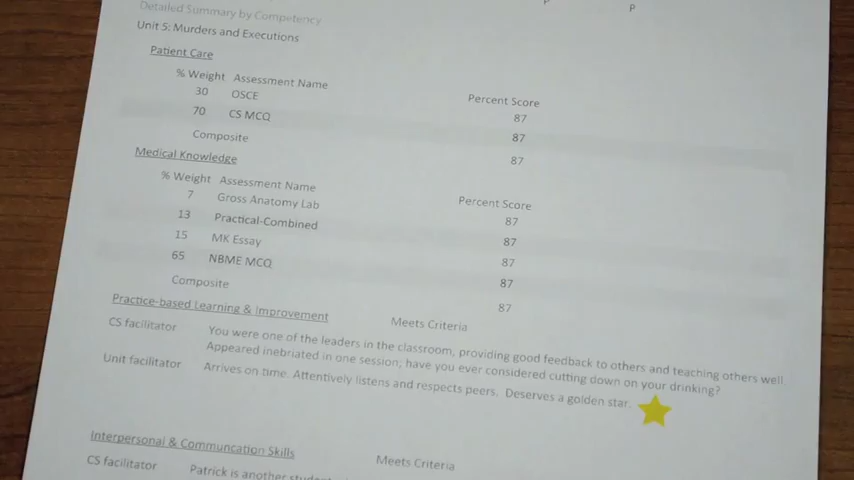 P P
Detailed Summary by Competency
Unit 5: Murders and Executions
Patient Care
% Weight Assessment Name Percent Score
30 OSCE 87
70 CS MCQ 87
Composite 87
Medical Knowledge
% Weight Assessment Name Percent Score
7 Gross Anatomy Lab 87
13 Practical-Combined 87
15 MK Essay 87
65 NBME MCQ 87
Composite 87
Practice-based Learning & Improvement Meets Criteria
CS facilitator You were one of the leaders in the classroom, providing good feedback to others and teaching others well.
Appeared inebriated in one session; have you ever considered cutting down on your drinking?
Unit facilitator Arrives on time. Attentively listens and respects peers. Deserves a golden star.
Interpersonal & Communcation Skills Meets Criteria
CS facilitator Patrick is another